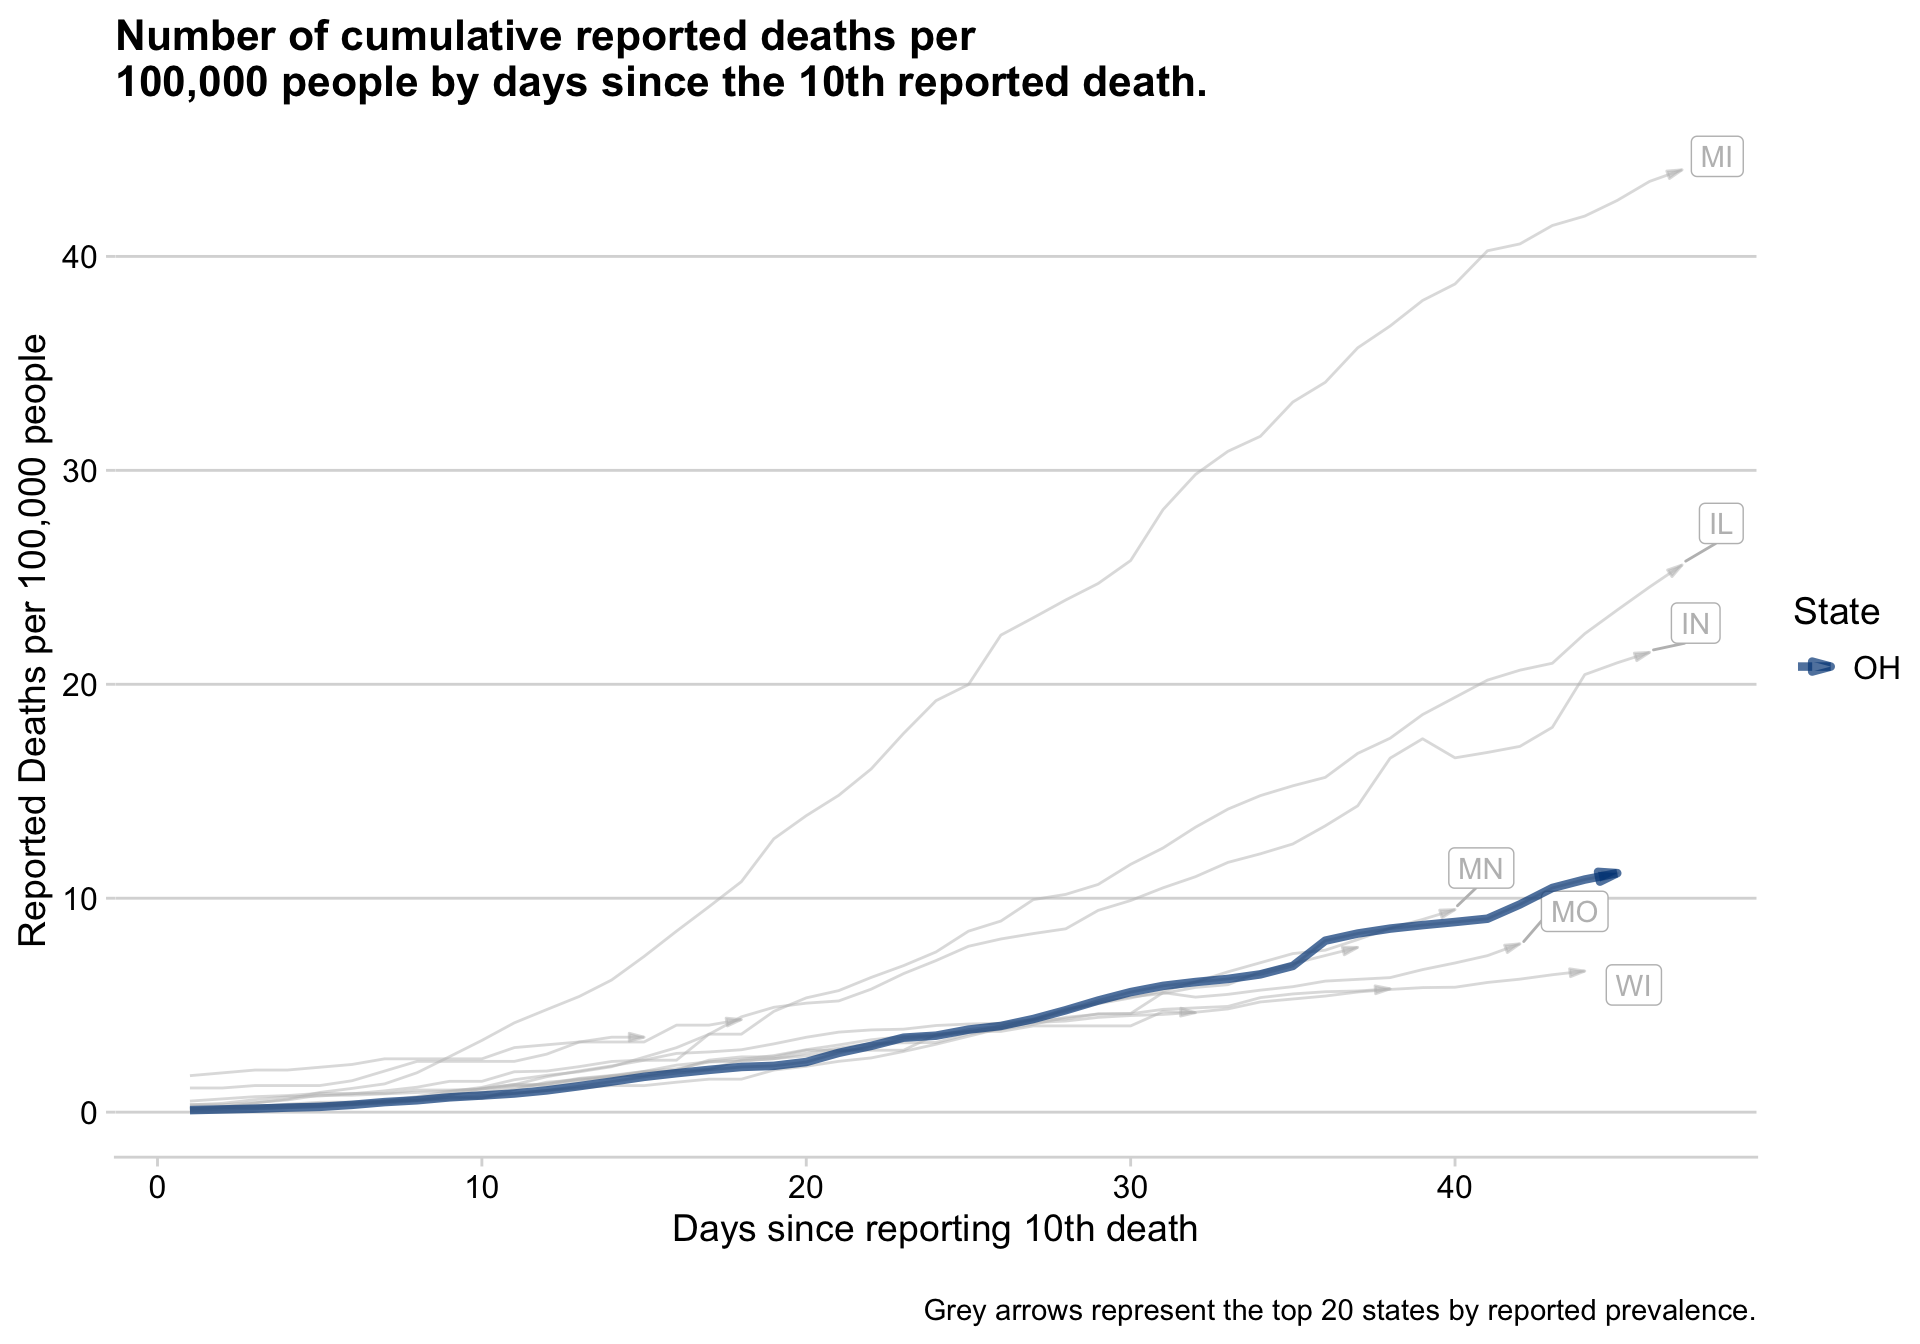 Number of cumulative reported deaths per
100,000 people by days since the 10th reported death.
Reported Deaths per 100,000 people
40
30
20
10
0
MI
IL
IN
MN
MO
WI
State
OH
0
10
20
30
40
Days since reporting 10th death
Grey arrows represent the top 20 states by reported prevalence.